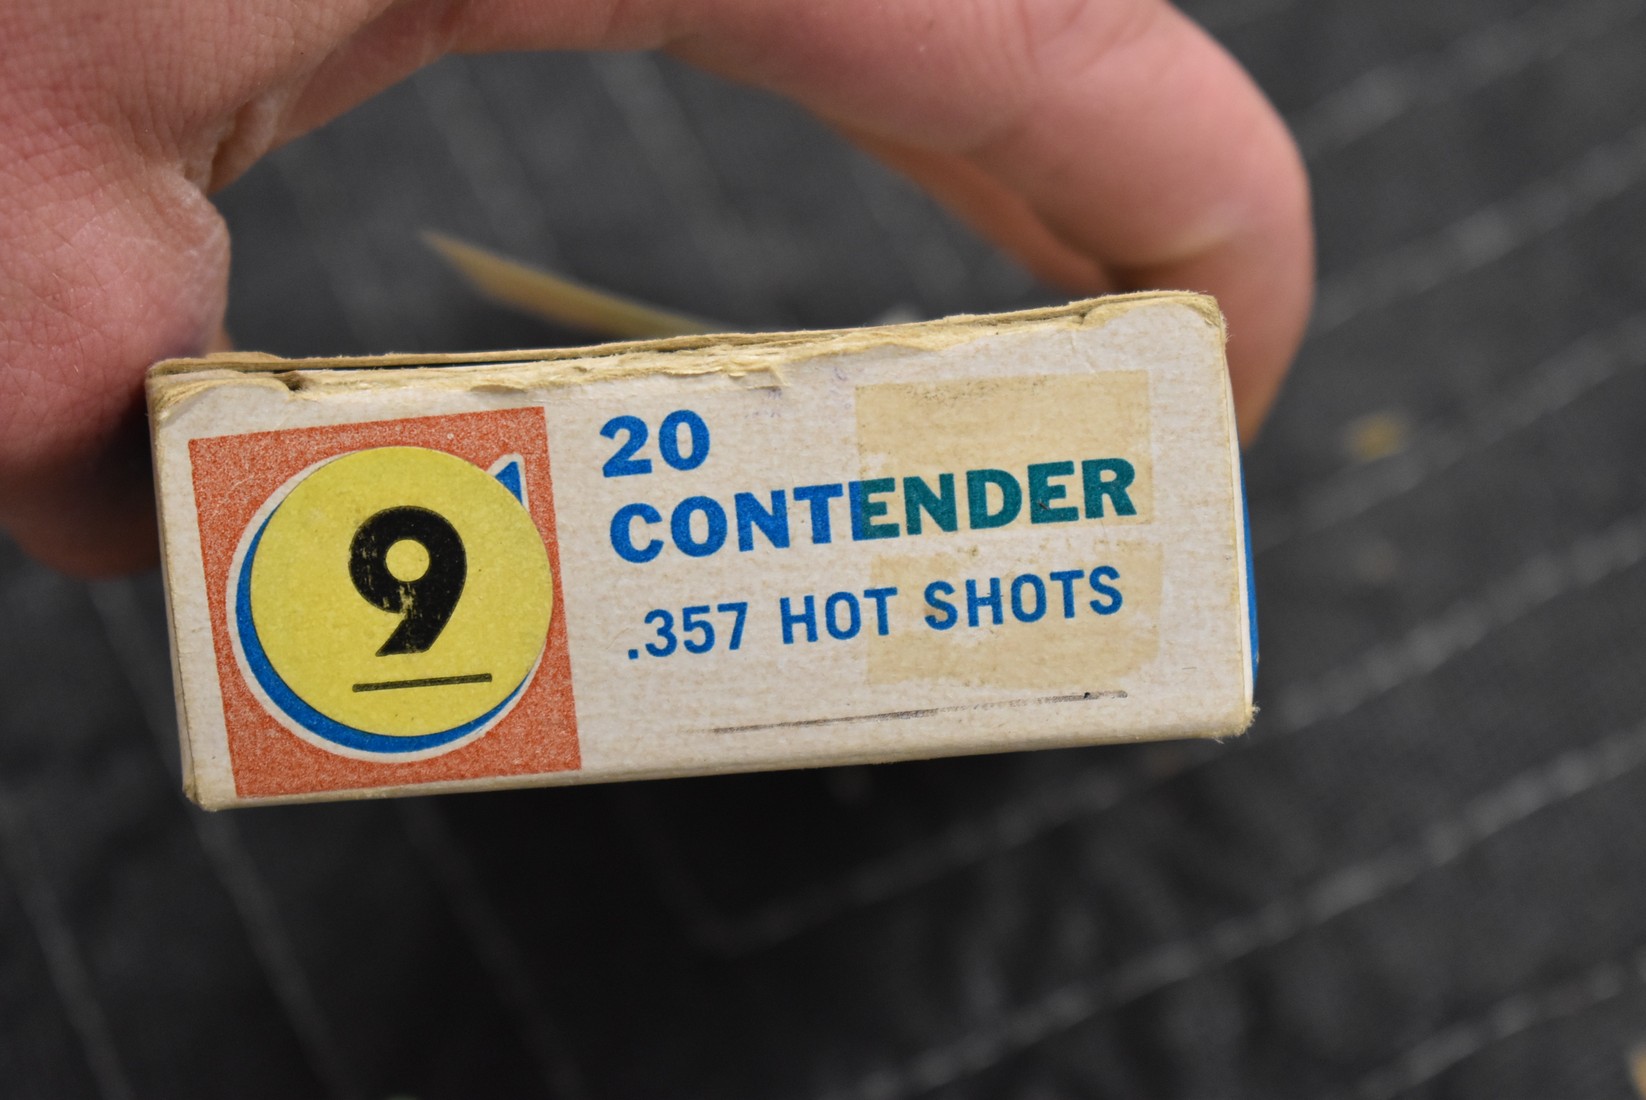 9
20
CONTENDER
.357 HOT SHOTS